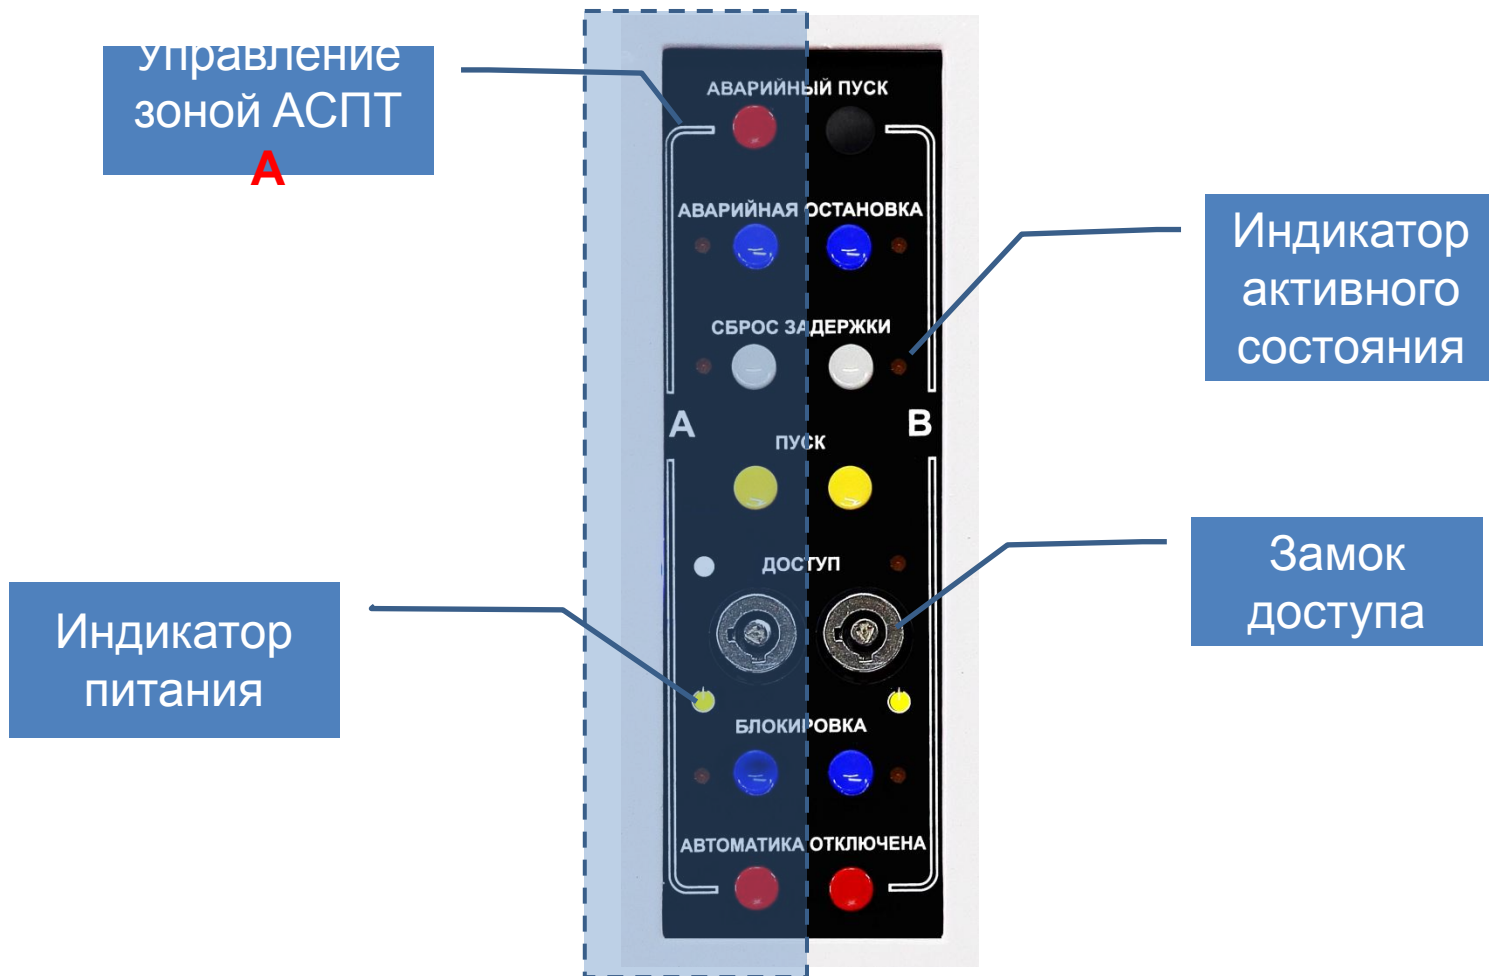 Управление
зоной АСПТ
А
АВАРИЙНЫЙ ПУСК
АВАРИЙНАЯ ОСТАНОВКА
Индикатор
активного
состояния
СБРОС ЗАДЕРЖКИ
A
B
ПУСК
ДОСТУП
Замок
доступа
Индикатор
питания
БЛОКИРОВКА
АВТОМАТИКА ОТКЛЮЧЕНА